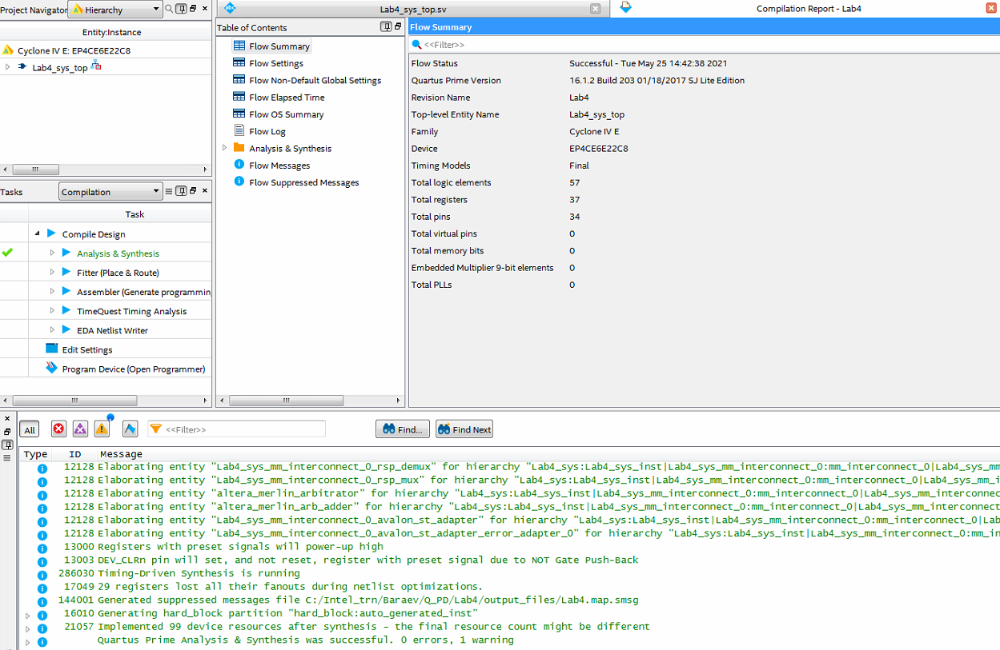 Project Navigator
Hierarchy
Entity:Instance
Cyclone IV E: EP4CE6E22C8
Lab4_sys_top
Tasks
Compilation
Task
Compile Design
Analysis & Synthesis
Fitter (Place & Route)
Assembler (Generate programmin
TimeQuest Timing Analysis
EDA Netlist Writer
Edit Settings
Program Device (Open Programmer)
abc
Lab4_sys_top.sv
Compilation Report - Lab4
Table of Contents
Flow Summary
Flow Settings
Flow Non-Default Global Settings
Flow Elapsed Time
Flow OS Summary
Flow Log
Analysis & Synthesis
Flow Messages
Flow Suppressed Messages
Flow Summary
<<Filter>>
Flow Status Successful - Tue May 25 14:42:38 2021
Quartus Prime Version 16.1.2 Build 203 01/18/2017 SJ Lite Edition
Revision Name Lab4
Top-level Entity Name Lab4_sys_top
Family Cyclone IV E
Device EP4CE6E22C8
Timing Models Final
Total logic elements 57
Total registers 37
Total pins 34
Total virtual pins 0
Total memory bits 0
Embedded Multiplier 9-bit elements 0
Total PLLs 0
All
<<Filter>>
Find...
Find Next
Type ID Message
12128 Elaborating entity "Lab4_sys_mm_interconnect_0_rsp_demux" for hierarchy "Lab4_sys:Lab4_sys_inst|Lab4_sys_mm_interconnect_0:mm_interconnect_0|Lab4_sys_mm
12128 Elaborating entity "Lab4_sys_mm_interconnect_0_rsp_mux" for hierarchy "Lab4_sys:Lab4_sys_inst|Lab4_sys_mm_interconnect_0:mm_interconnect_0|Lab4_sys_mm_i
12128 Elaborating entity "altera_merlin_arbitrator" for hierarchy "Lab4_sys:Lab4_sys_inst|Lab4_sys_mm_interconnect_0:mm_interconnect_0|Lab4_sys_mm_interconnec
12128 Elaborating entity "altera_merlin_arb_adder" for hierarchy "Lab4_sys:Lab4_sys_inst|Lab4_sys_mm_interconnect_0:mm_interconnect_0|Lab4_sys_mm_interconnect
12128 Elaborating entity "Lab4_sys_mm_interconnect_0_avalon_st_adapter" for hierarchy "Lab4_sys:Lab4_sys_inst|Lab4_sys_mm_interconnect_0:mm_interconnect_0|Lab
12128 Elaborating entity "Lab4_sys_mm_interconnect_0_avalon_st_adapter_error_adapter_0" for hierarchy "Lab4_sys:Lab4_sys_inst|Lab4_sys_mm_interconnect_0:mm_in
13000 Registers with preset signals will power-up high
13003 DEV_CLRn pin will set, and not reset, register with preset signal due to NOT Gate Push-Back
286030 Timing-Driven Synthesis is running
17049 29 registers lost all their fanouts during netlist optimizations.
144001 Generated suppressed messages file C:/Intel_trn/Baraev/Q_PD/Lab4/output_files/Lab4.map.smsg
16010 Generating hard_block partition "hard_block:auto_generated_inst"
21057 Implemented 99 device resources after synthesis - the final resource count might be different
Quartus Prime Analysis & Synthesis was successful. 0 errors, 1 warning